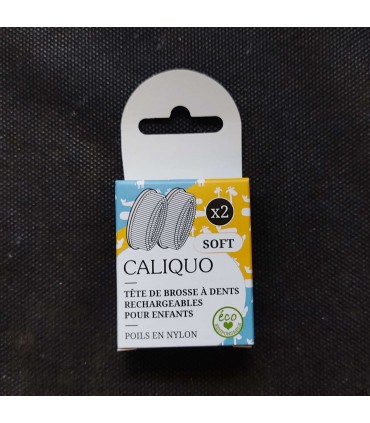 x2
SOFT
CALIQUO
TÊTE DE BROSSE À DENTS
RECHARGEABLES
POUR ENFANTS
POILS EN NYLON
éco